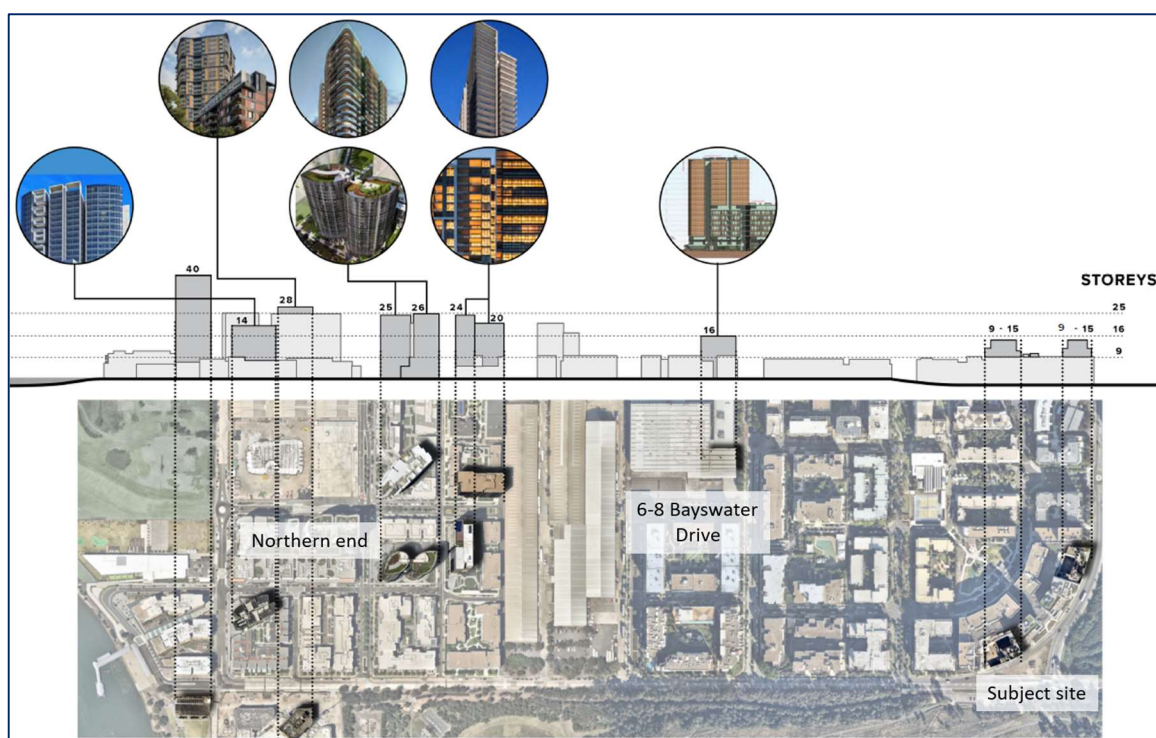 40
28
14
25
26
24
20
16
STOREYS
25
9 - 15
9 - 15
16
9
Northern end
6-8 Bayswater
Drive
Subject site